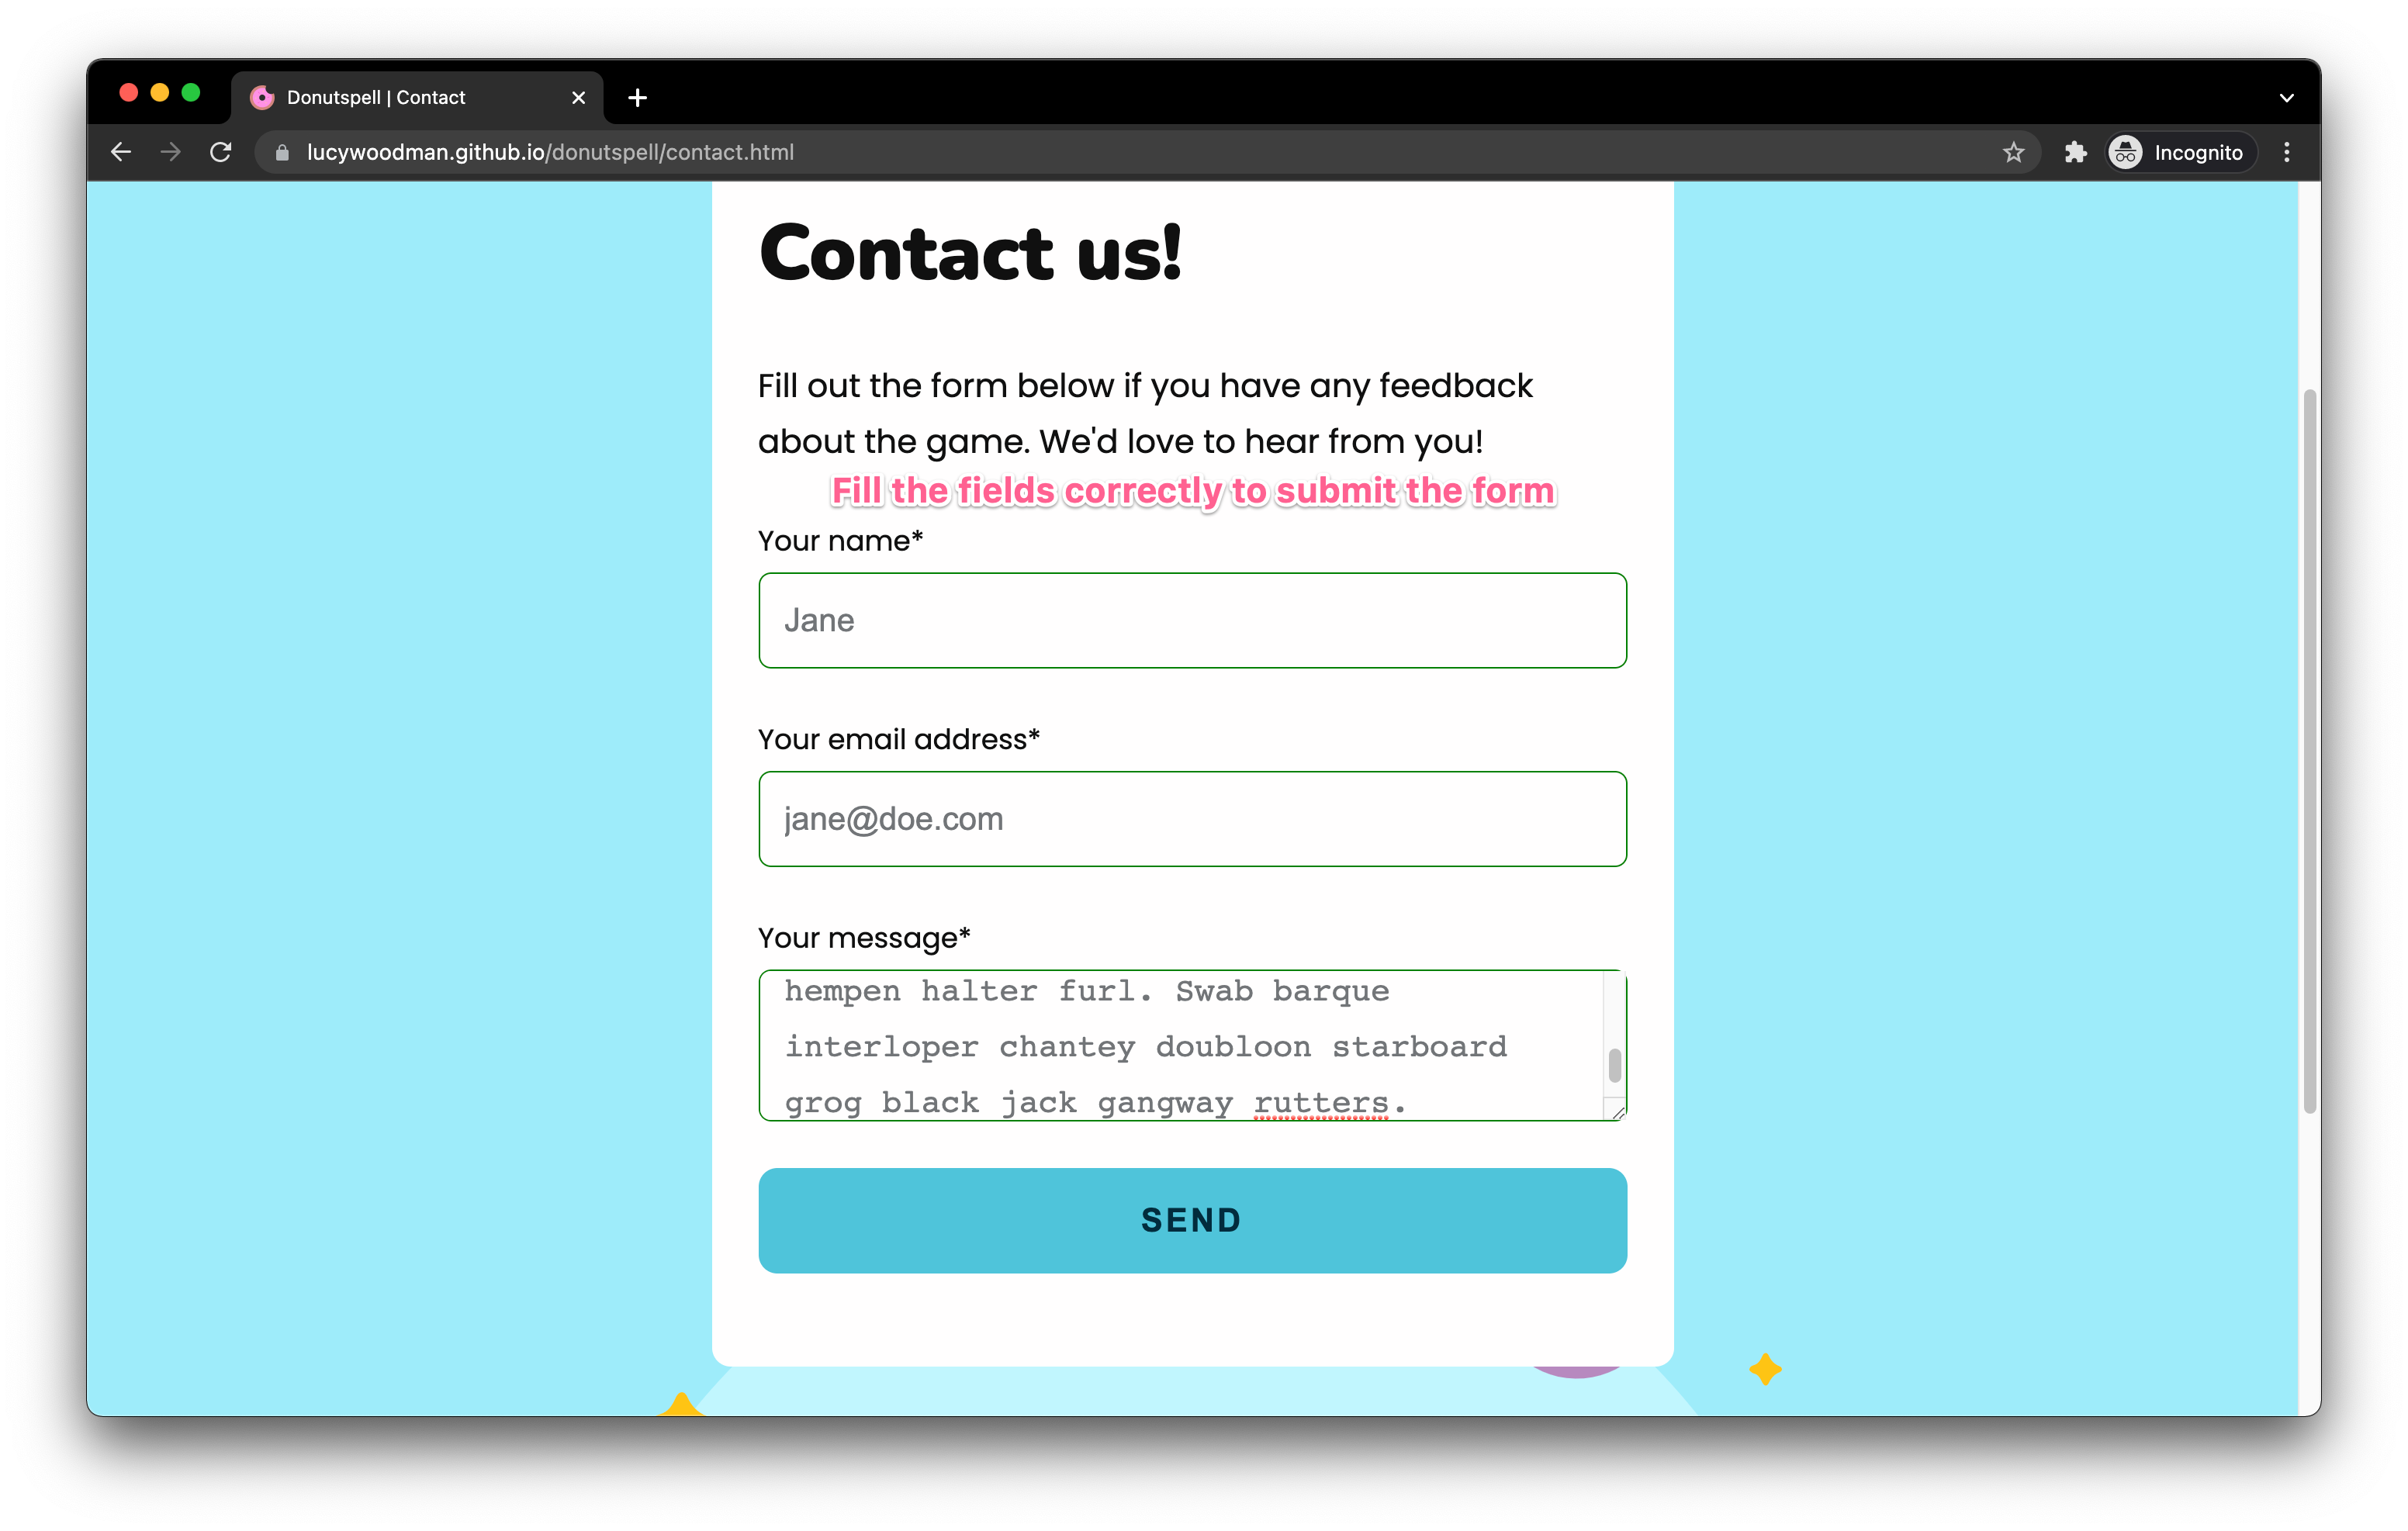 Donutspell | Contact
lucywoodman.github.io/donutspell/contact.html
Incognito
Contact us!
Fill out the form below if you have any feedback
about the game. We'd love to hear from you!
Fill the fields correctly to submit the form
Your name*
Jane
Your email address*
jane@doe.com
Your message*
hempen halter furl. Swab barque
interloper chantey doubloon starboard
grog black jack gangway rutters.
SEND